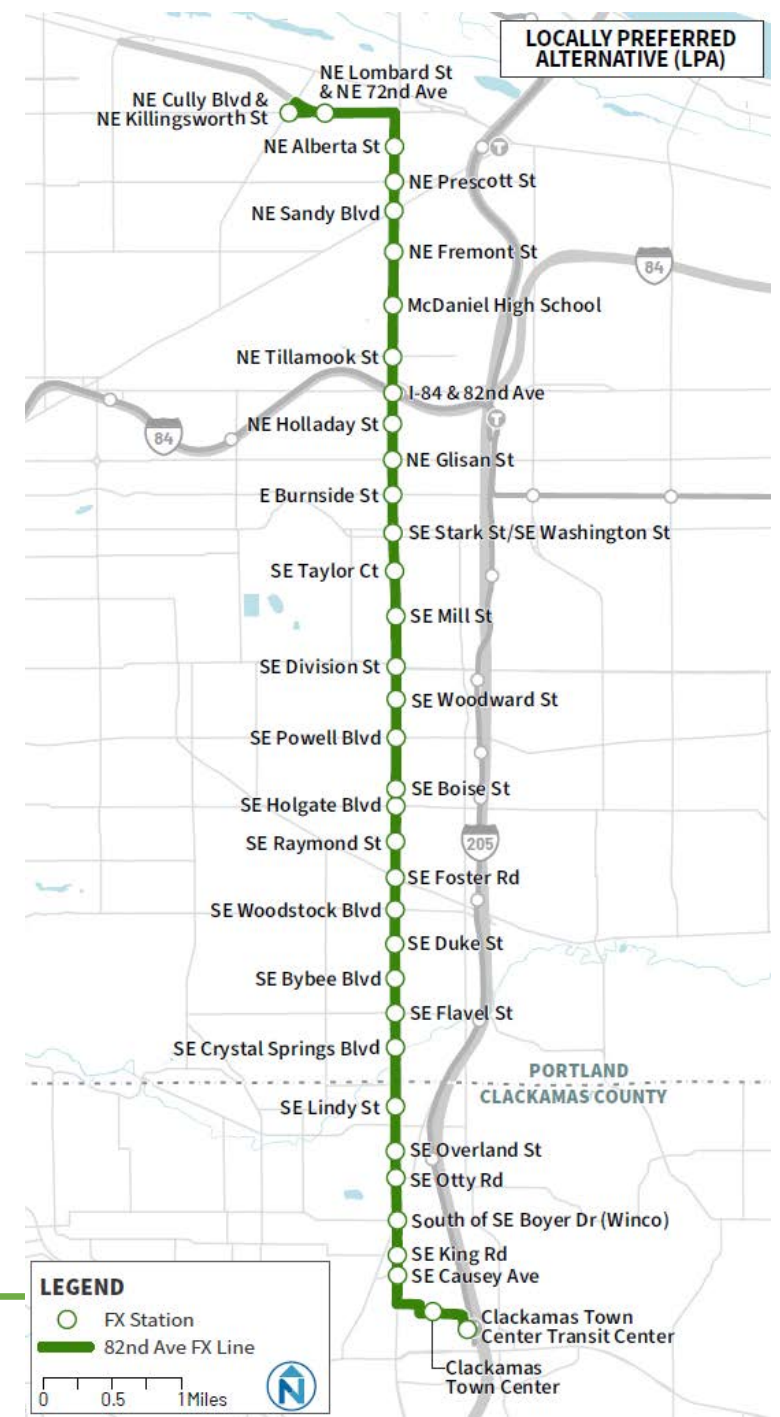 LOCALLY PREFERRED
ALTERNATIVE (LPA)
NE Lombard St
& NE 72nd Ave
NE Cully Blvd &
NE Killingsworth St
NE Alberta St
T
NE Prescott St
NE Sandy Blvd
NE Fremont St
84
McDaniel High School
NE Tillamook St
I-84 & 82nd Ave
T
NE Holladay St
84
NE Glisan St
E Burnside St
SE Stark St/SE Washington St
SE Taylor Ct
SE Mill St
SE Division St
SE Woodward St
SE Powell Blvd
SE Boise St
SE Holgate Blvd
SE Raymond St
205
SE Foster Rd
SE Woodstock Blvd
SE Duke St
SE Bybee Blvd
SE Flavel St
SE Crystal Springs Blvd
PORTLAND
CLACKAMAS COUNTY
SE Lindy St
SE Overland St
SE Otty Rd
South of SE Boyer Dr (Winco)
SE King Rd
SE Causey Ave
Clackamas Town
Center Transit Center
Clackamas
Town Center
LEGEND
FX Station
82nd Ave FX Line
0 0.5 1 Miles
N